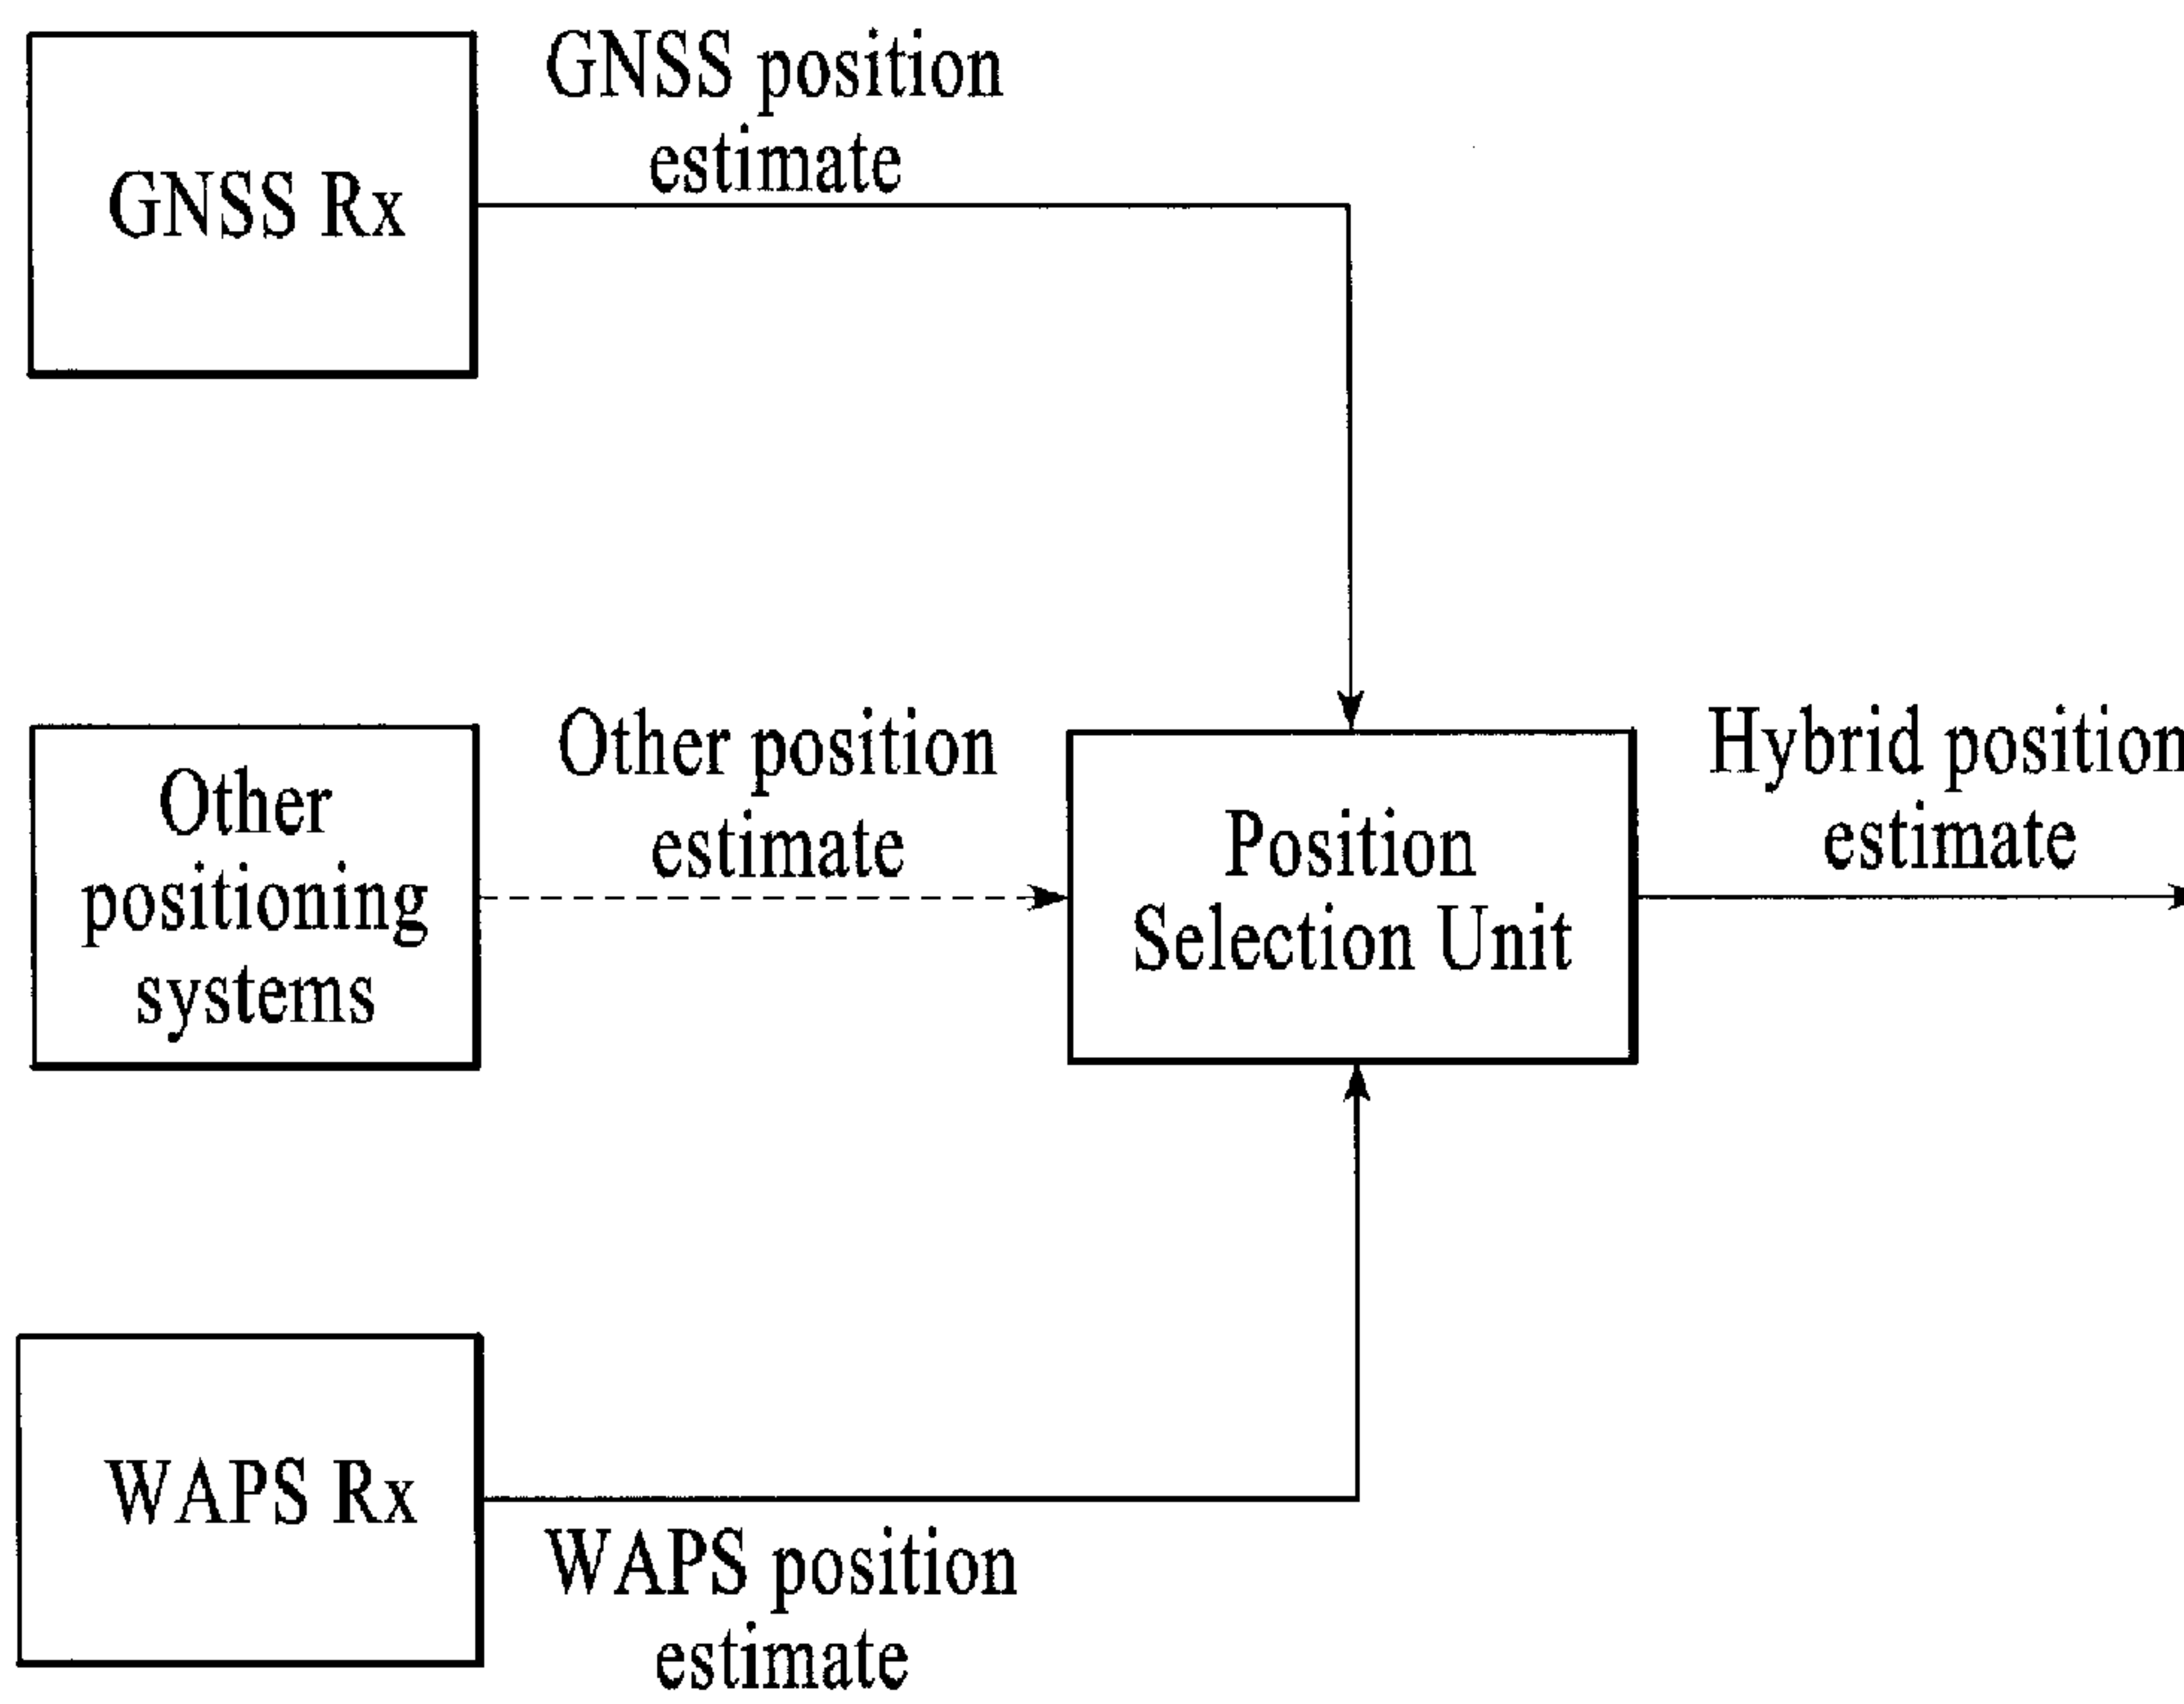 GNSS position
estimate
GNSS Rx
Other position
estimate
Hybrid position
estimate
Other
positioning
systems
Position
Selection Unit
WAPS Rx
WAPS position
estimate